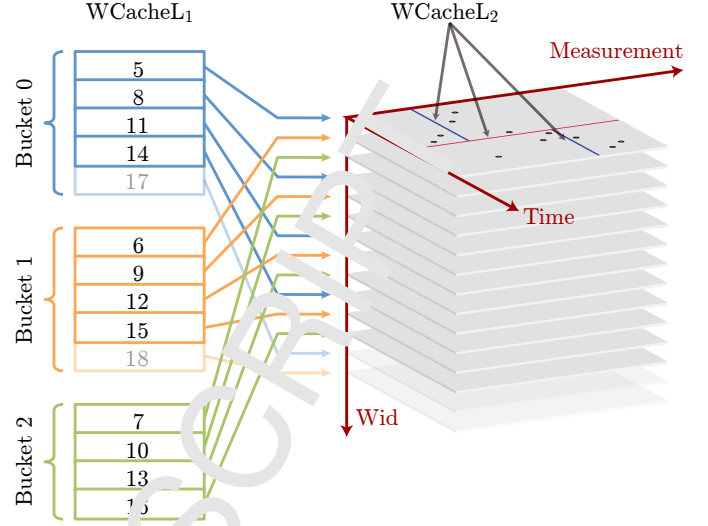 WCacheL₁
WCacheL₂
Measurement
Bucket 0
5
8
11
14
17
Time
Bucket 1
6
9
12
15
18
Wid
Bucket 2
7
10
13
SCRIPT